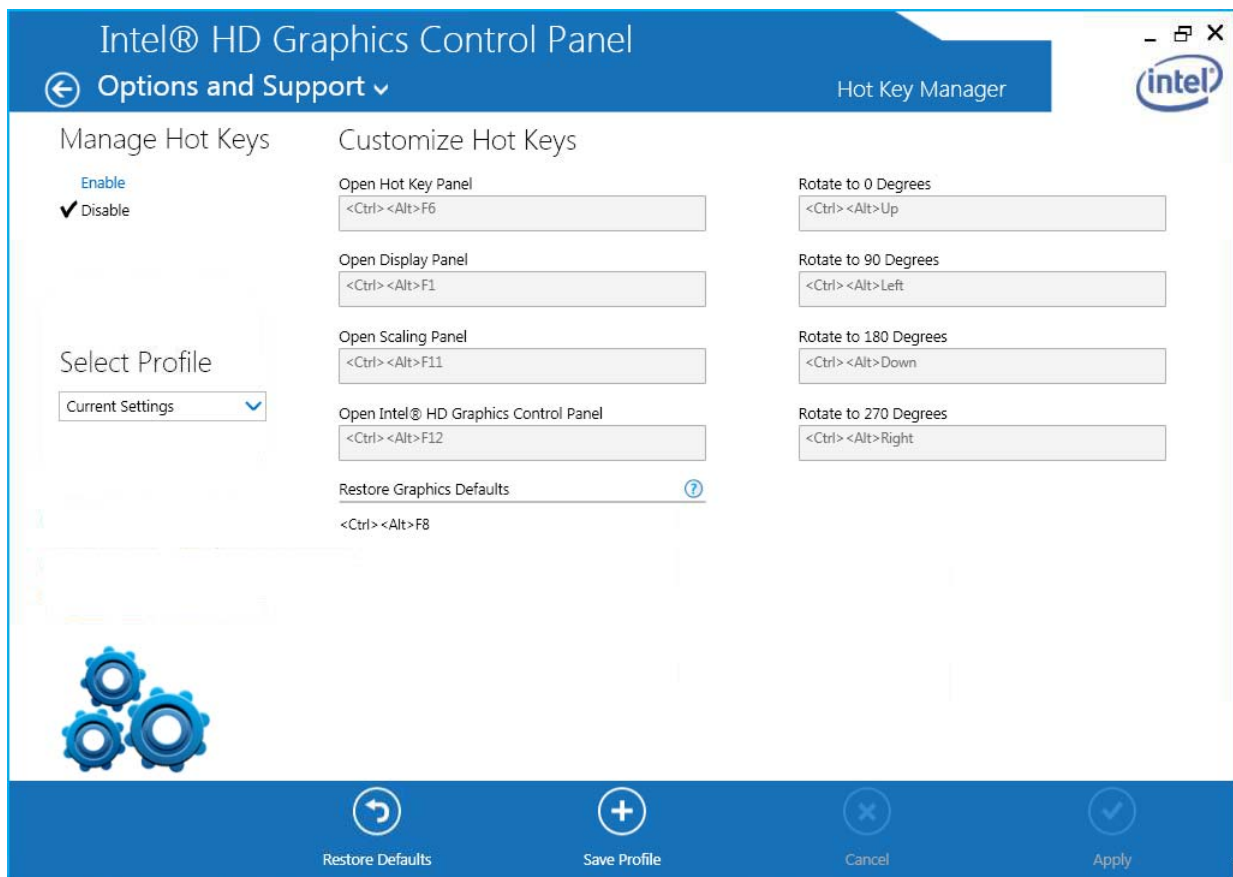 Intel® HD Graphics Control Panel
Options and Support
Hot Key Manager
intel®
Manage Hot Keys
Enable
Disable
Select Profile
Current Settings
Customize Hot Keys
Open Hot Key Panel
<Ctrl><Alt>F6
Open Display Panel
<Ctrl><Alt>F1
Open Scaling Panel
<Ctrl><Alt>F11
Open Intel® HD Graphics Control Panel
<Ctrl><Alt>F12
Restore Graphics Defaults
?
<Ctrl><Alt>F8
Rotate to 0 Degrees
<Ctrl><Alt>Up
Rotate to 90 Degrees
<Ctrl><Alt>Left
Rotate to 180 Degrees
<Ctrl><Alt>Down
Rotate to 270 Degrees
<Ctrl><Alt>Right
Restore Defaults
Save Profile
Cancel
Apply